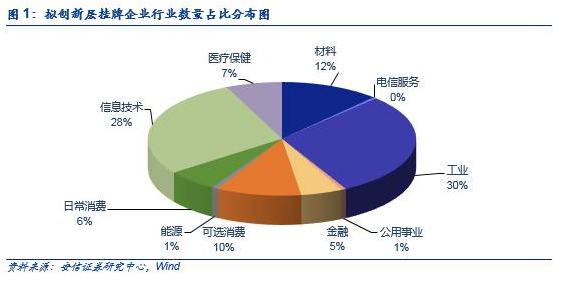 图 1：拟创新层挂牌企业行业数量占比分布图
医疗保健
7%
材料
12%
电信服务
0%
信息技术
28%
工业
30%
日常消费
6%
能源
1%
可选消费
10%
金融
5%
公用事业
1%
资料来源：安信证券研究中心，Wind